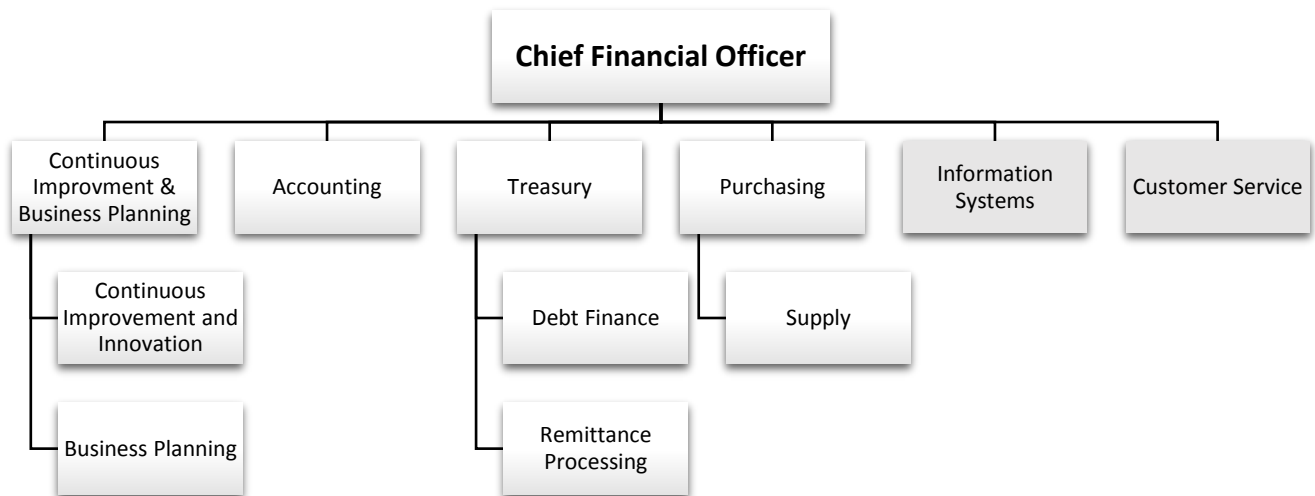 Chief Financial Officer
Continuous
Improvment &
Business Planning
Accounting
Treasury
Purchasing
Information
Systems
Customer Service
Continuous
Improvement and
Innovation
Debt Finance
Supply
Business Planning
Remittance
Processing